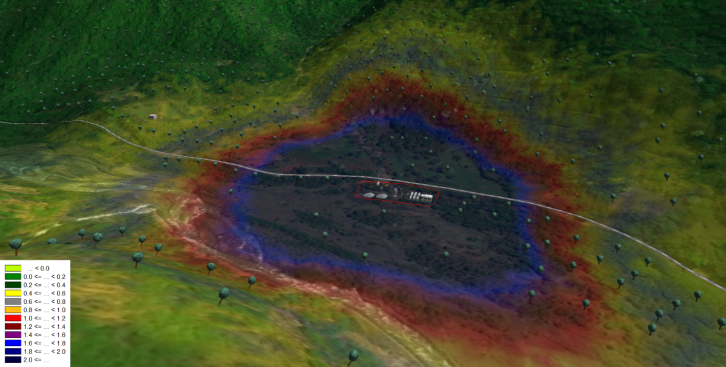 ... < 0.0
0.0 <= ... < 0.2
0.2 <= ... < 0.4
0.4 <= ... < 0.6
0.6 <= ... < 0.8
0.8 <= ... < 1.0
1.0 <= ... < 1.2
1.2 <= ... < 1.4
1.4 <= ... < 1.6
1.6 <= ... < 1.8
1.8 <= ... < 2.0
2.0 <= ...